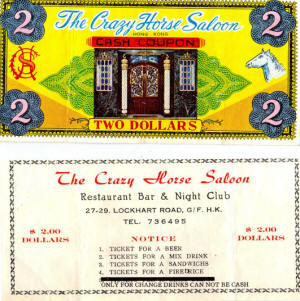 2 2
The Crazy Horse Saloon
HONG KONG
CASH COUPON
2 2
TWO DOLLARS
The Crazy Horse Saloon
Restaurant Bar & Night Club
27-29. LOCKHART ROAD, G/F. H.K.
TEL. 736495
$ 2.00 $ 2.00
DOLLARS DOLLARS
NOTICE
1. TICKET FOR A BEER
2. TICKETS FOR A MIX DRINK
3. TICKETS FOR A SANDWICHS
4. TICKETS FOR A FIRERICE
ONLY FOR CHANGE DRINKS CAN NOT BE CASH